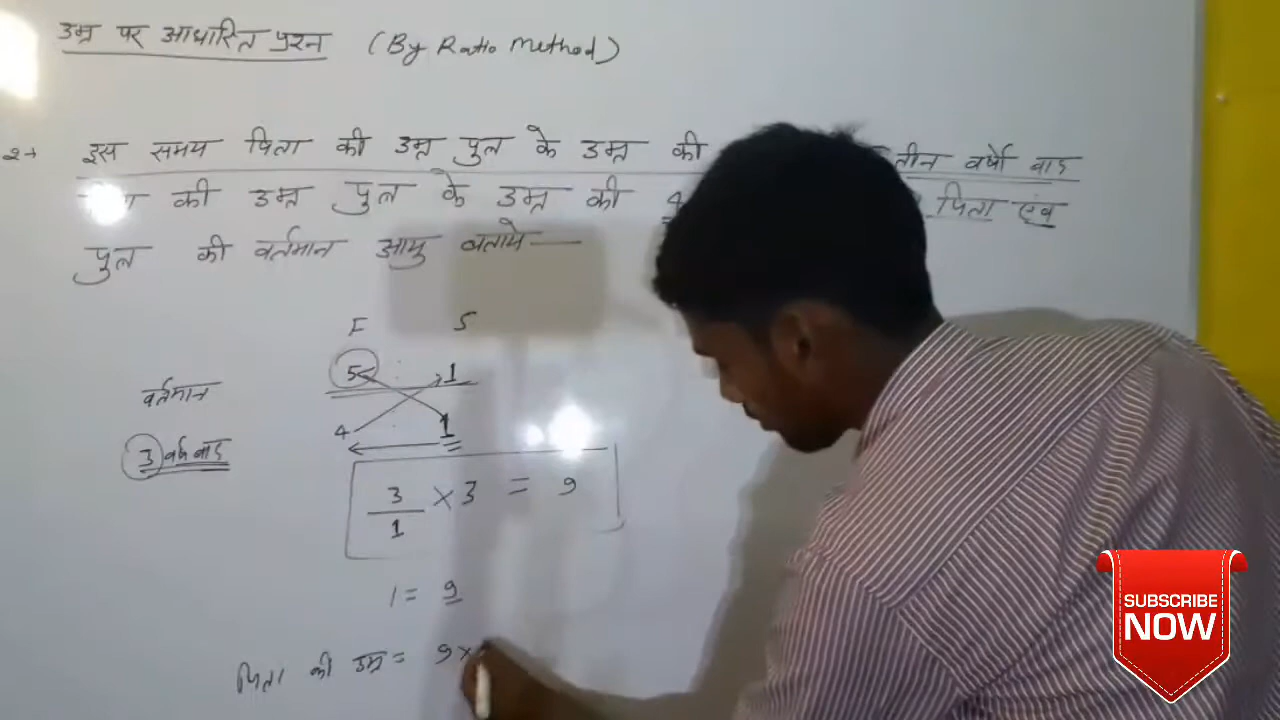 उम्र पर आधारित प्रश्न (By Ratio Method)
2→ इस समय पिता की उम्र पुत्र के उम्र की तीन वर्षो बाद
की उम्र पुत्र के उम्र की 4 पिता एंव
पुत्र की वर्तमान आयु बताये—
F S
वर्तमान 5 : 1
3 वर्ष बाद 4 : 1
3/1 × 3 = 9
1 = 9
पिता की उम्र = 9 ×
SUBSCRIBE
NOW